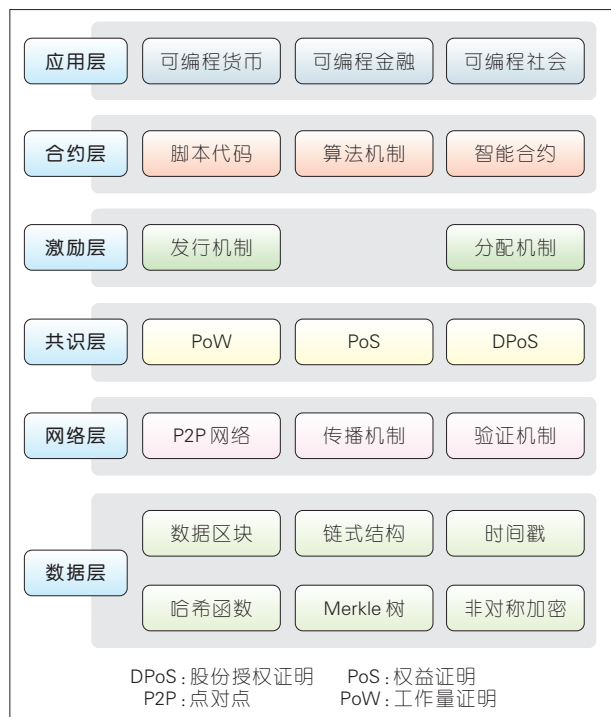 应用层 可编程货币 可编程金融 可编程社会
合约层 脚本代码 算法机制 智能合约
激励层 发行机制 分配机制
共识层 PoW PoS DPoS
网络层 P2P 网络 传播机制 验证机制
数据区块 链式结构 时间戳
数据层
哈希函数 Merkle 树 非对称加密
DPoS:股份授权证明 PoS:权益证明
P2P:点对点 PoW:工作量证明